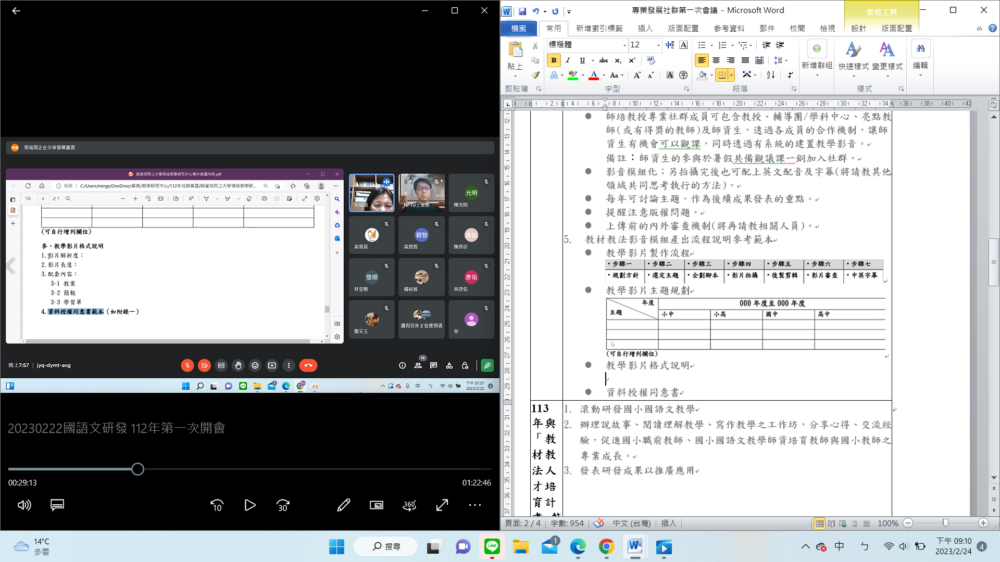 張瑞菊正在分享螢幕畫面
師資培育之大學領域教學研究中心期中會議內容.pdf
檔案
C:/Users/mings/OneDrive/桌面/教學研究中心/112年社群會議/師資培育之大學領域教學研...
6 之7
(可自行增列欄位)
參、教學影片格式說明
1.影片解析度：
2.影片長度：
3.配套內容：
3-1 教案
3-2 簡報
3-3 學習單
4.資料授權同意書範本（如附錄一）
張瑞菊
NPTU王俊傑
光明
陳光明
黃偉菖
碧智
黃碧智
彥廷
陳彥廷
登順
林登順
楊裕貿
彥佑
林彥佑
鄭采玉
還有另外 2 位使用者
你
晚上7:57 | jyq-dymt-avg
14
中
下午 07:57
2023/2/22
20230222國語文研發 112年第一次開會
00:29:13
01:22:46
10
30
360°
專業發展社群第一次會議 - Microsoft Word
表格工具
檔案
常用
新增索引標籤
插入
版面配置
參考資料
郵件
校閱
檢視
設計
版面配置
標楷體
12
貼上
新增群組
快速樣式
變更樣式
編輯
剪貼簿
字型
段落
樣式
師培教授專業社群成員可包含教授、輔導團/學科中心、亮點教
師(或有得獎的教師)及師資生，透過各成員的合作機制，讓師
資生有機會可以觀課，同時透過有系統的建置教學影音。
備註：師資生的參與於暑假共備觀議課一銅加入社群。
影音模組化；另拍攝完後也可配上英文配音及字幕(將請教其他
領域共同思考執行的方法)。
每年可討論主題，作為後續成果發表的重點。
提醒注意版權問題。
上傳前的內外審查機制(將再請教相關人員)。
5. 教材教法影音模組產出流程說明參考範本
教學影片製作流程
•步驟一 •步驟二 •步驟三 •步驟四 •步驟五 •步驟六 •步驟七
•規劃方針 •選定主題 •企劃腳本 •影片拍攝 •後製剪輯 •影片審查 •中英字幕
教學影片主題規劃
年度
000 年度至 000 年度
主題
小中 小高 國中 高中
(可自行增列欄位)
教學影片格式說明
資料授權同意書
113
年與
「教
材教
法人
才培
育計
1. 滾動研發國小國語文教學
2. 辦理說故事、閱讀理解教學、寫作教學之工作坊，分享心得、交流經
驗，促進國小職前教師、國小國語文教學師資培育教師與國小教師之
專業成長。
3. 發表研發成果以推廣應用
頁面: 2 / 4
字數: 954
中文 (台灣)
插入
100%
14°C
多雲
搜尋
LINE
1
中
下午 09:10
2023/2/24
4